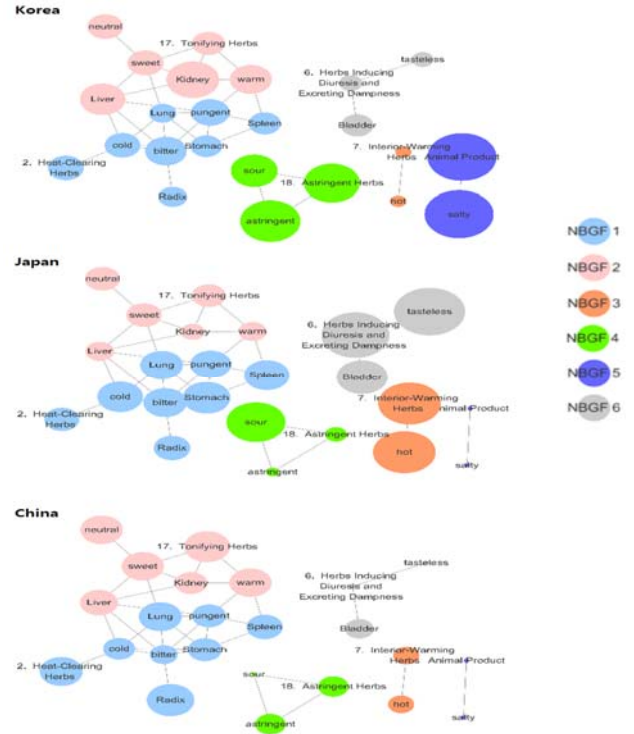 Korea
neutral
17. Tonifying Herbs
sweet
Kidney
warm
Liver
Lung
pungent
Spleen
cold
bitter
Stomach
2. Heat-Clearing
Herbs
Radix
tasteless
6. Herbs Inducing
Diuresis and
Excreting Dampness
Bladder
7. Interior-Warming
Herbs
Animal Product
hot
salty
sour
18. Astringent Herbs
astringent
NBGF 1
NBGF 2
NBGF 3
NBGF 4
NBGF 5
NBGF 6
Japan
neutral
17. Tonifying Herbs
sweet
Kidney
warm
Liver
Lung
pungent
Spleen
cold
bitter
Stomach
2. Heat-Clearing
Herbs
Radix
tasteless
6. Herbs Inducing
Diuresis and
Excreting Dampness
Bladder
7. Interior-Warming
Herbs
nimal Product
hot
salty
sour
18. Astringent Herbs
astringent
China
neutral
17. Tonifying Herbs
sweet
Kidney
warm
Liver
Lung
pungent
Spleen
cold
bitter
Stomach
2. Heat-Clearing
Herbs
Radix
tasteless
6. Herbs Inducing
Diuresis and
Excreting Dampness
Bladder
7. Interior-Warming
Herbs
Animal Product
hot
salty
sour
18. Astringent Herbs
astringent